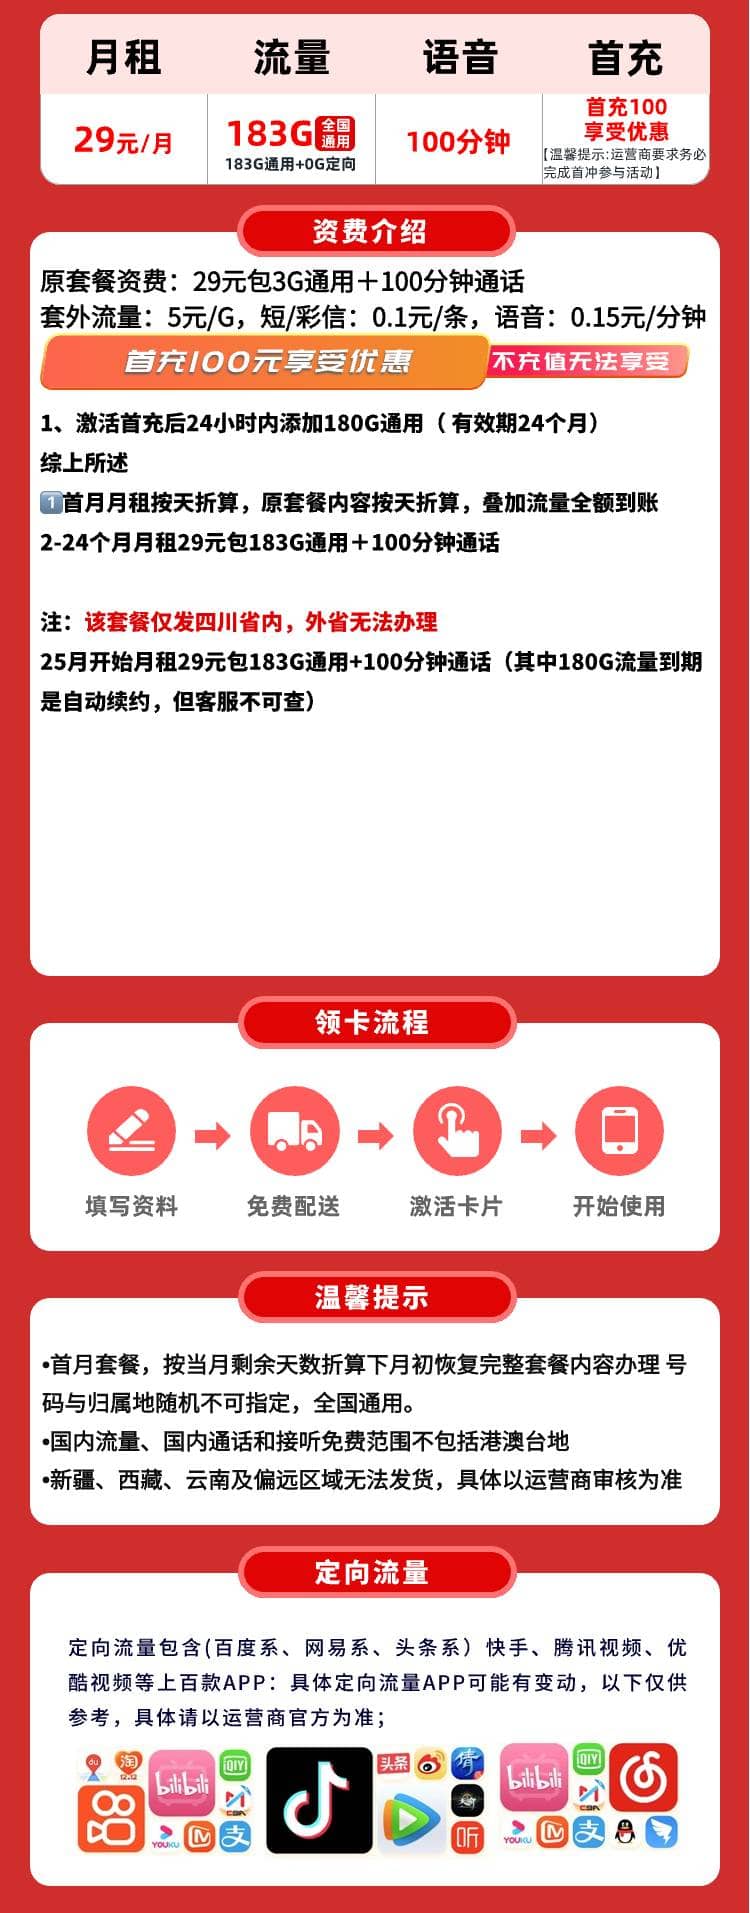 月租 流量 语音 首充
29元/月
183G 全国通用
183G通用+0G定向
100分钟
首充100
享受优惠
【温馨提示:运营商要求务必
完成首冲参与活动】
资费介绍
原套餐资费：29元包3G通用＋100分钟通话
套外流量：5元/G，短/彩信：0.1元/条，语音：0.15元/分钟
首充100元享受优惠 不充值无法享受
1、激活首充后24小时内添加180G通用（ 有效期24个月）
综上所述
1首月月租按天折算，原套餐内容按天折算，叠加流量全额到账
2-24个月月租29元包183G通用＋100分钟通话
注：该套餐仅发四川省内，外省无法办理
25月开始月租29元包183G通用+100分钟通话（其中180G流量到期
是自动续约，但客服不可查）
领卡流程
填写资料 免费配送 激活卡片 开始使用
温馨提示
•首月套餐，按当月剩余天数折算下月初恢复完整套餐内容办理 号
码与归属地随机不可指定，全国通用。
•国内流量、国内通话和接听免费范围不包括港澳台地
•新疆、西藏、云南及偏远区域无法发货，具体以运营商审核为准
定向流量
定向流量包含(百度系、网易系、头条系）快手、腾讯视频、优
酷视频等上百款APP：具体定向流量APP可能有变动，以下仅供
参考，具体请以运营商官方为准；
du 淘 12.12 bilibili QIY CBA YOUKU 支
头条 倩 听
bilibili QIY CBA YOUKU 支